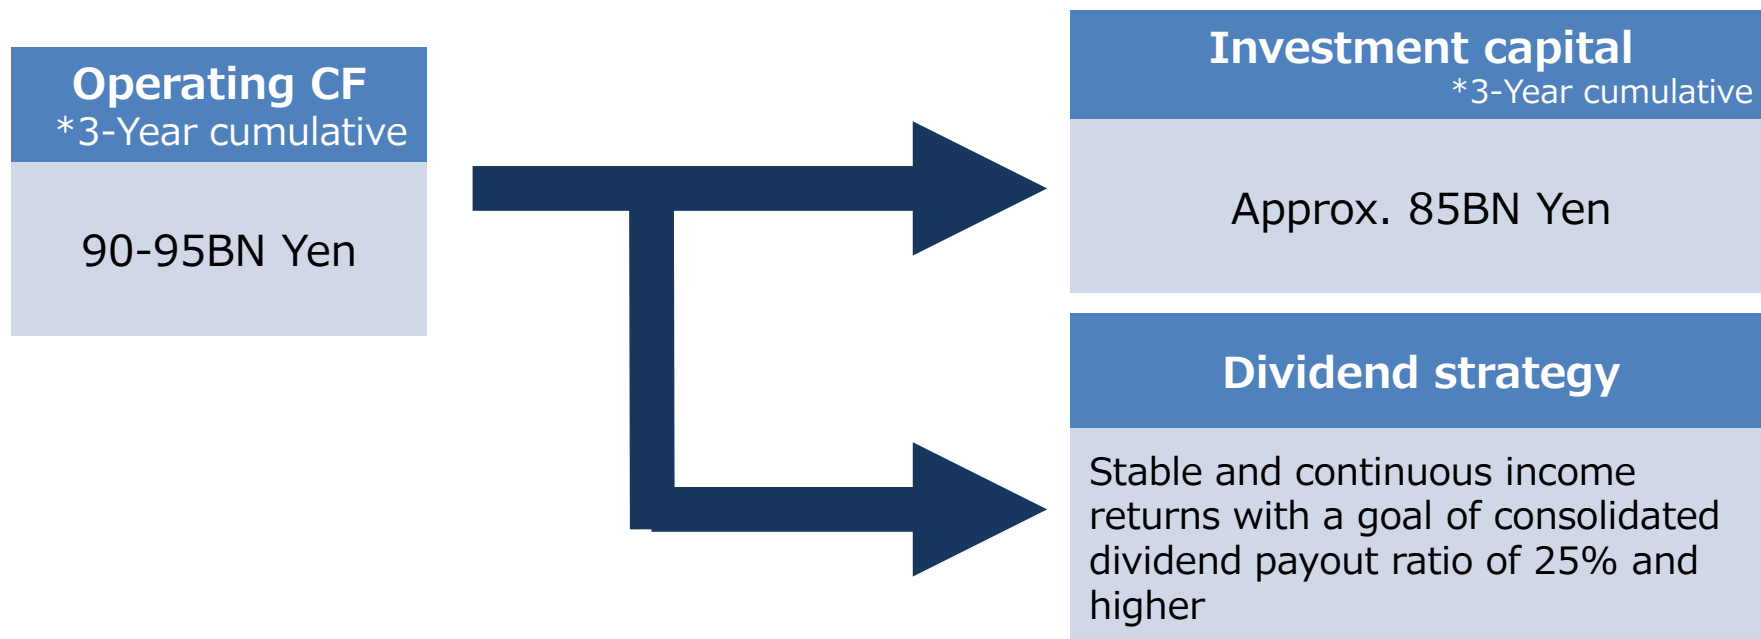 Operating CF
*3-Year cumulative
90-95BN Yen
Investment capital
*3-Year cumulative
Approx. 85BN Yen
Dividend strategy
Stable and continuous income
returns with a goal of consolidated
dividend payout ratio of 25% and
higher